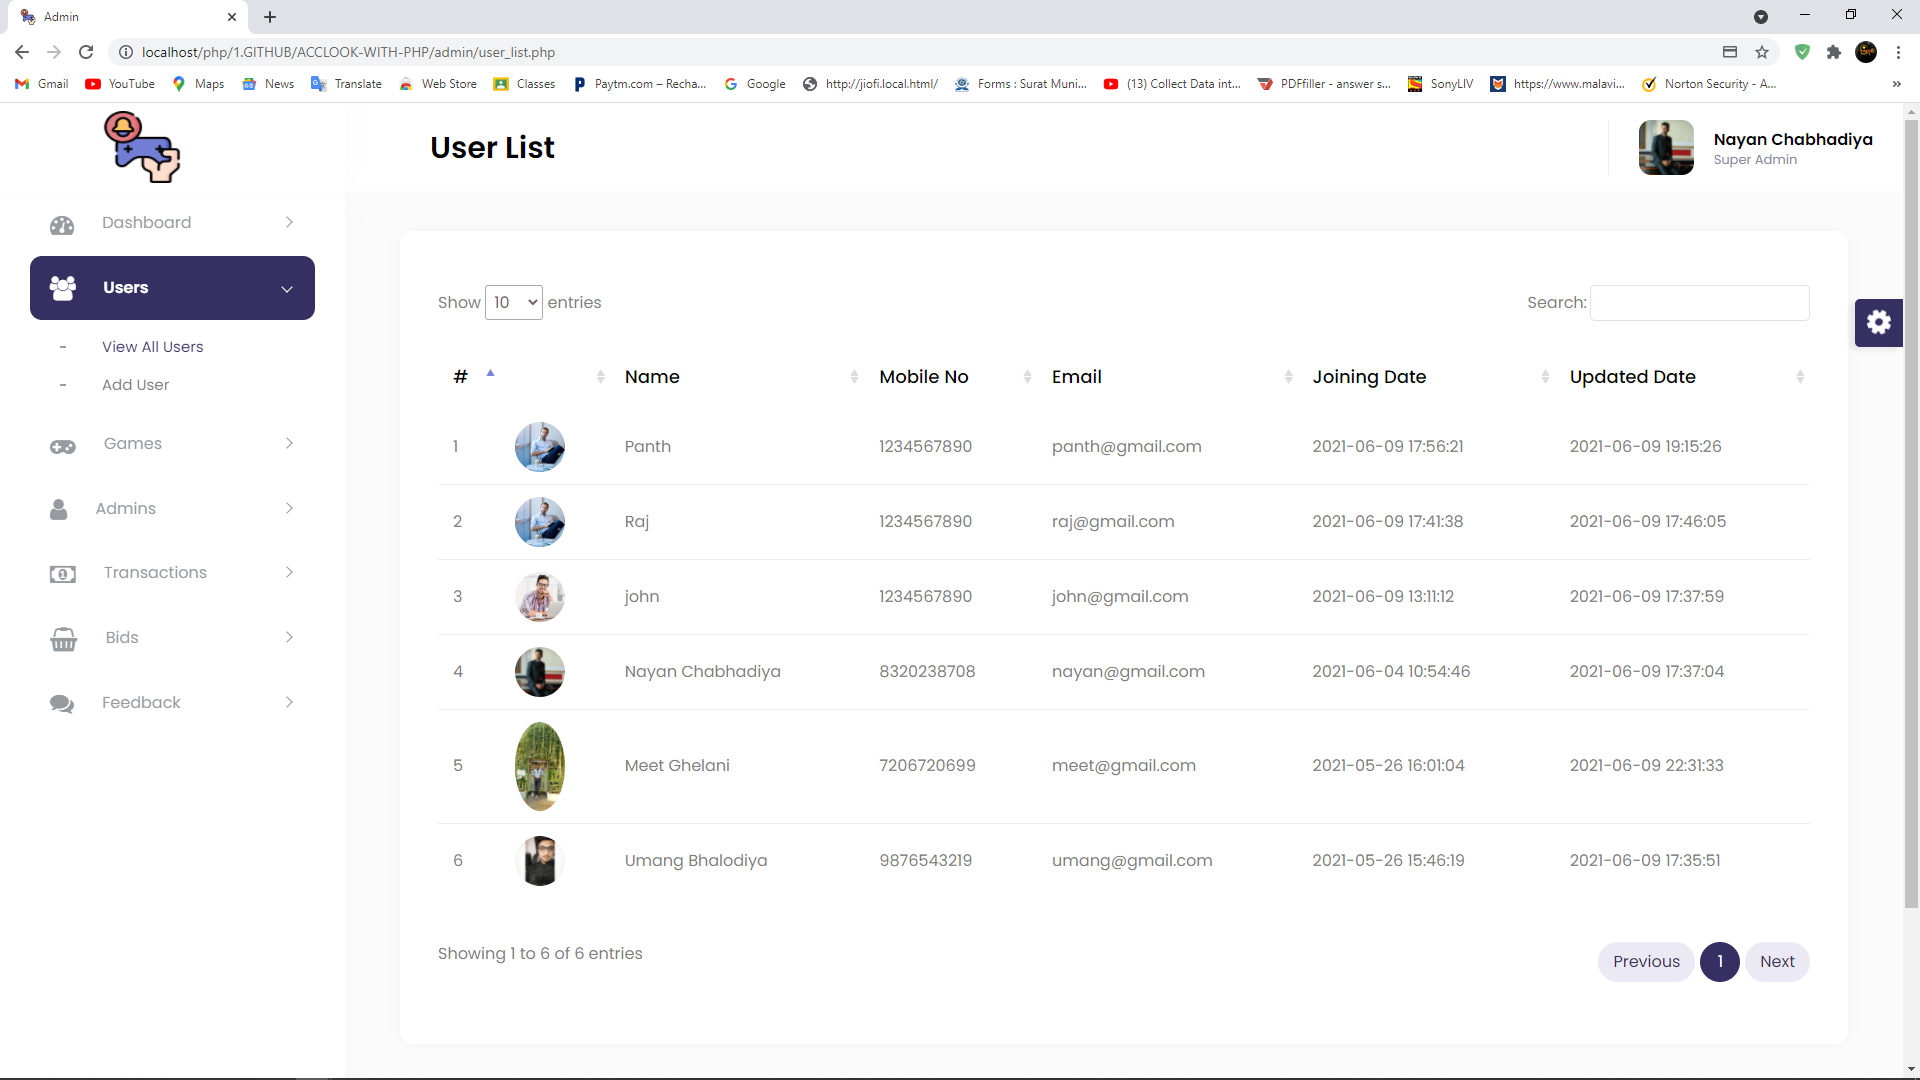 Admin
localhost/php/1.GITHUB/ACCLOOK-WITH-PHP/admin/user_list.php
Gmail YouTube Maps News Translate Web Store Classes Paytm.com – Recha... Google http://jiofi.local.html/ Forms : Surat Muni... (13) Collect Data int... PDFfiller - answer s... SonyLIV https://www.malavi... Norton Security - A... »
User List
Nayan Chabhadiya
Super Admin
Dashboard
Users
- View All Users
- Add User
Games
Admins
Transactions
Bids
Feedback
Show 10 entries
Search:
# Name Mobile No Email Joining Date Updated Date
1 Panth 1234567890 panth@gmail.com 2021-06-09 17:56:21 2021-06-09 19:15:26
2 Raj 1234567890 raj@gmail.com 2021-06-09 17:41:38 2021-06-09 17:46:05
3 john 1234567890 john@gmail.com 2021-06-09 13:11:12 2021-06-09 17:37:59
4 Nayan Chabhadiya 8320238708 nayan@gmail.com 2021-06-04 10:54:46 2021-06-09 17:37:04
5 Meet Ghelani 7206720699 meet@gmail.com 2021-05-26 16:01:04 2021-06-09 22:31:33
6 Umang Bhalodiya 9876543219 umang@gmail.com 2021-05-26 15:46:19 2021-06-09 17:35:51
Showing 1 to 6 of 6 entries
Previous 1 Next